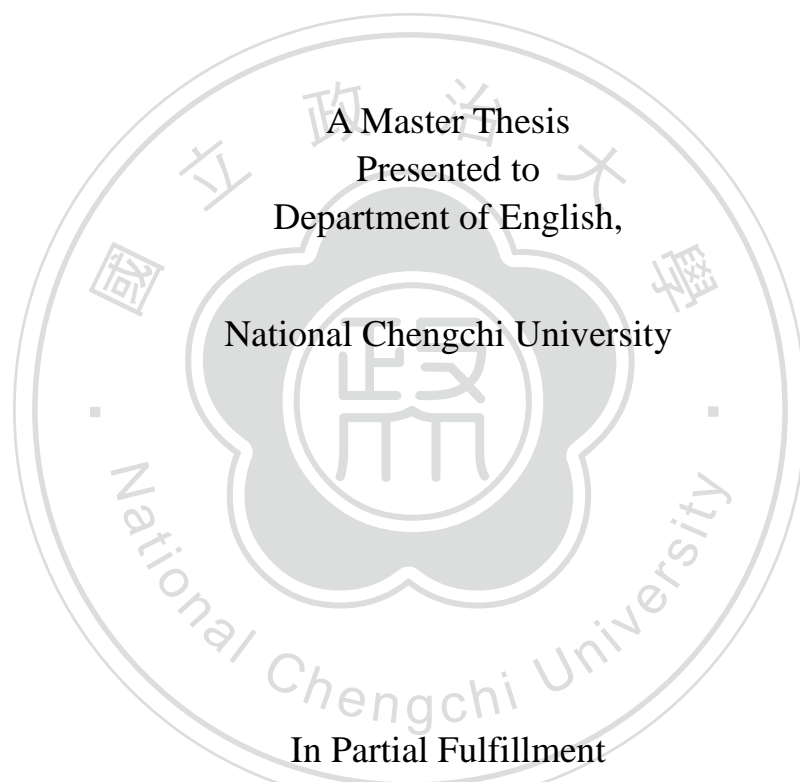 A Master Thesis
Presented to
Department of English,
National Chengchi University
In Partial Fulfillment
國立政治大學
National Chengchi University